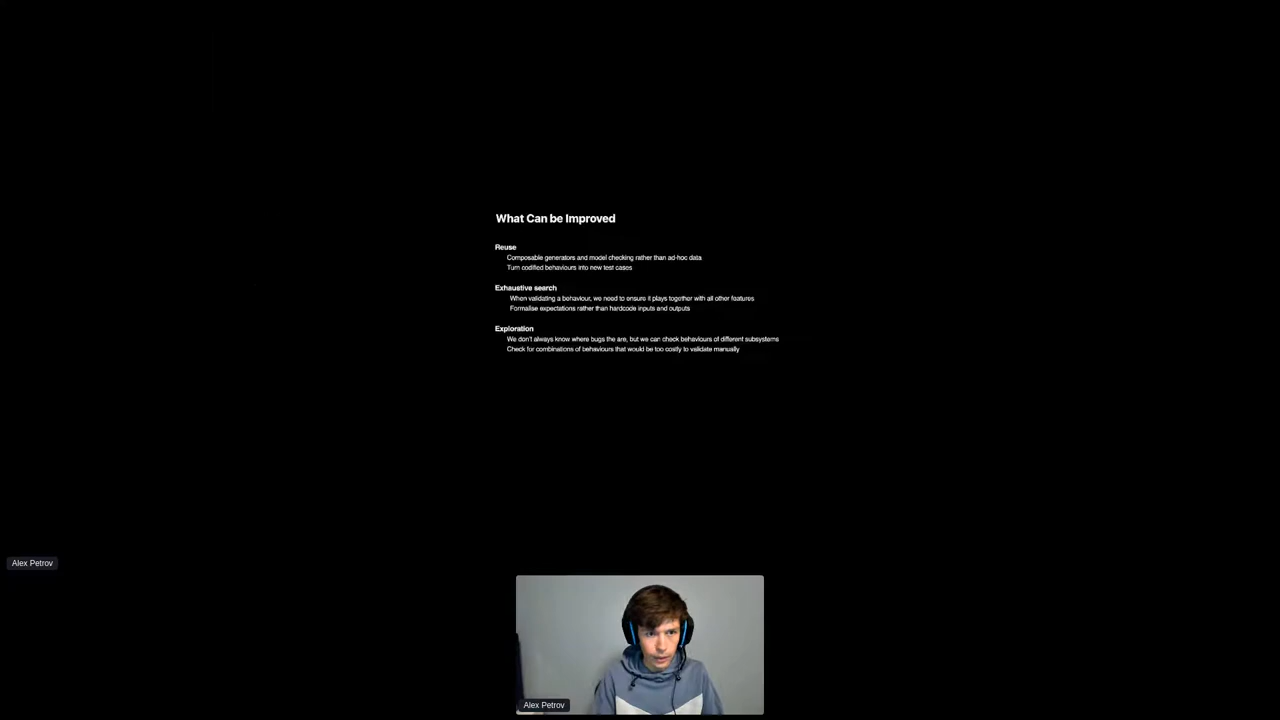 What Can be Improved
Reuse
Composable generators and model checking rather than ad-hoc data
Turn codified behaviours into new test cases
Exhaustive search
When validating a behaviour, we need to ensure it plays together with all other features
Formalise expectations rather than hardcode inputs and outputs
Exploration
We don't always know where bugs the are, but we can check behaviours of different subsystems
Check for combinations of behaviours that would be too costly to validate manually
Alex Petrov
Alex Petrov